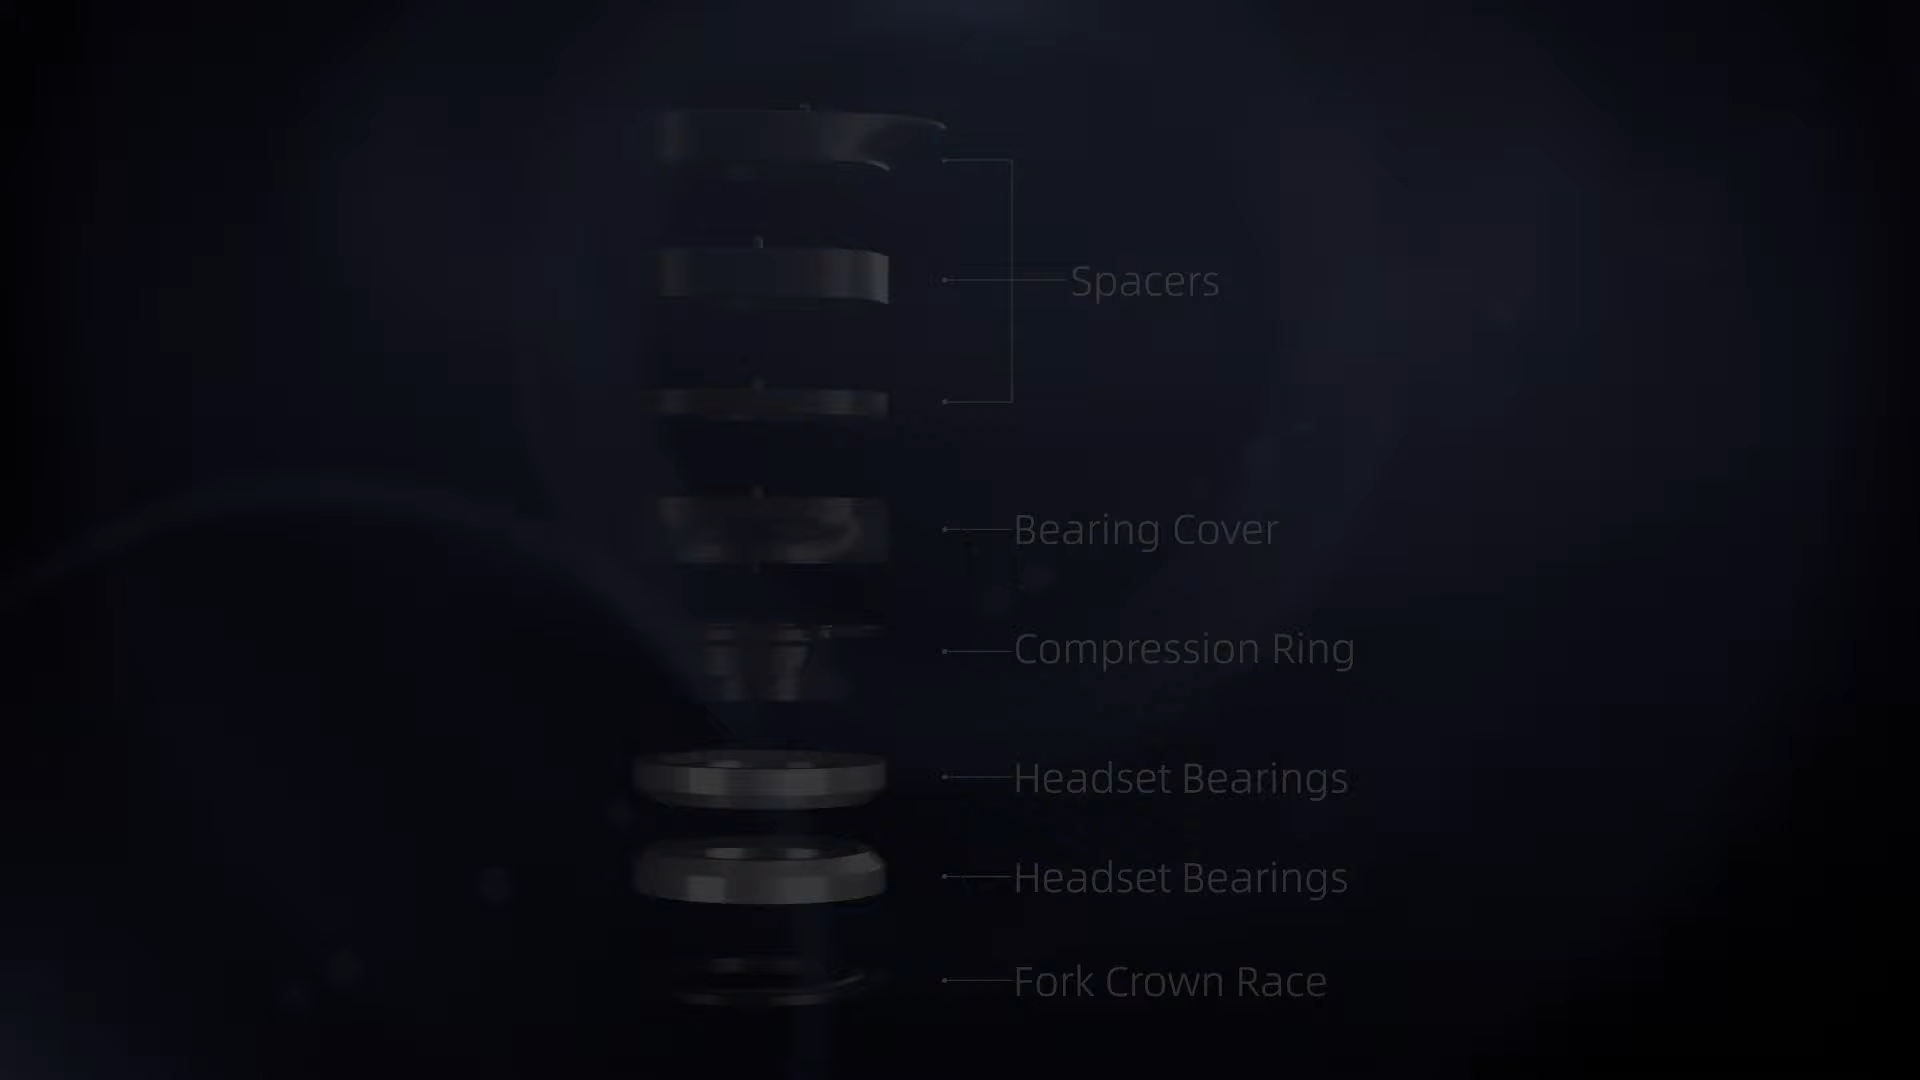 Spacers
Bearing Cover
Compression Ring
Headset Bearings
Headset Bearings
Fork Crown Race